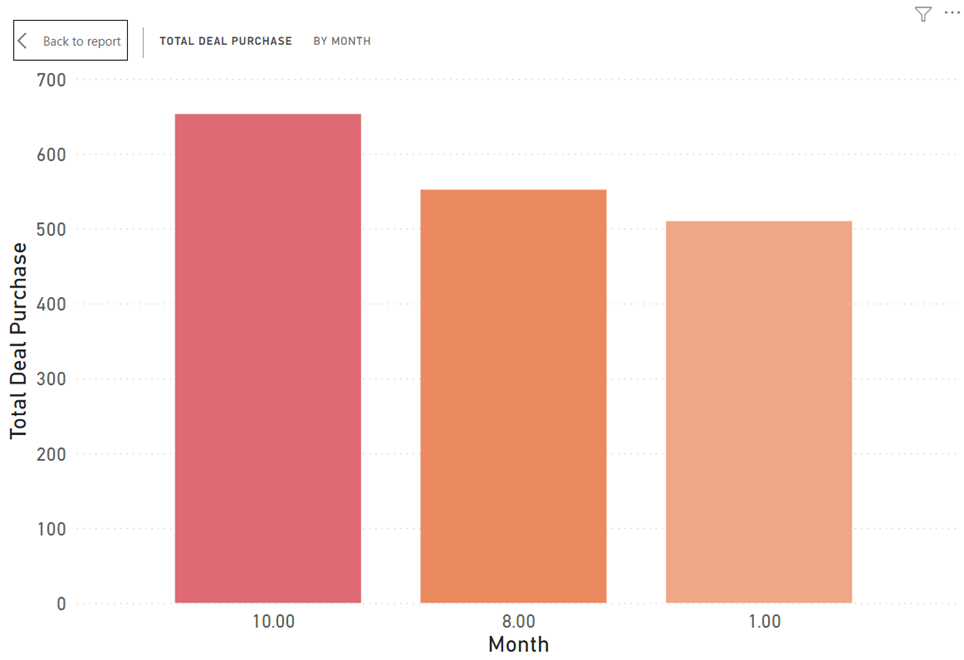 Back to report
TOTAL DEAL PURCHASE BY MONTH
Total Deal Purchase
700
600
500
400
300
200
100
0
10.00 8.00 1.00
Month